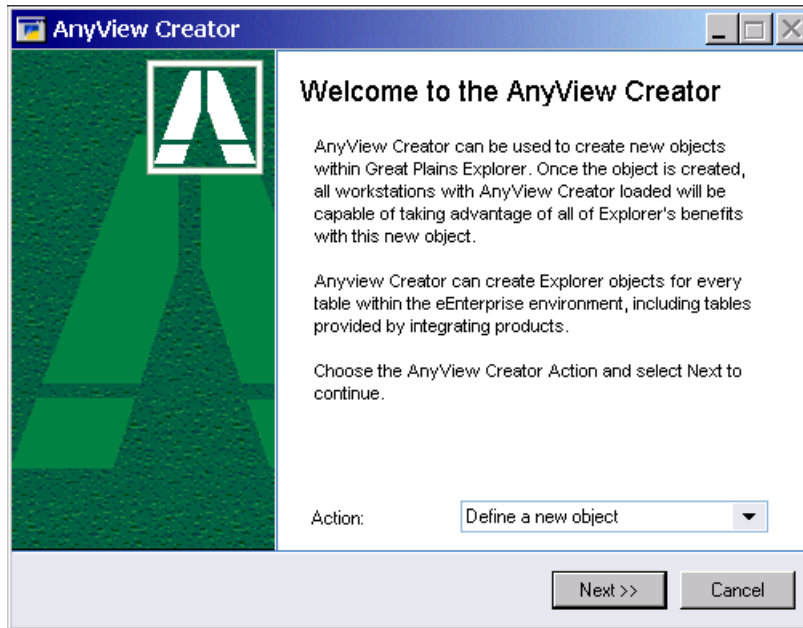 AnyView Creator
Welcome to the AnyView Creator
AnyView Creator can be used to create new objects
within Great Plains Explorer. Once the object is created,
all workstations with AnyView Creator loaded will be
capable of taking advantage of all of Explorer's benefits
with this new object.
Anyview Creator can create Explorer objects for every
table within the eEnterprise environment, including tables
provided by integrating products.
Choose the AnyView Creator Action and select Next to
continue.
Action: Define a new object
Next >> Cancel